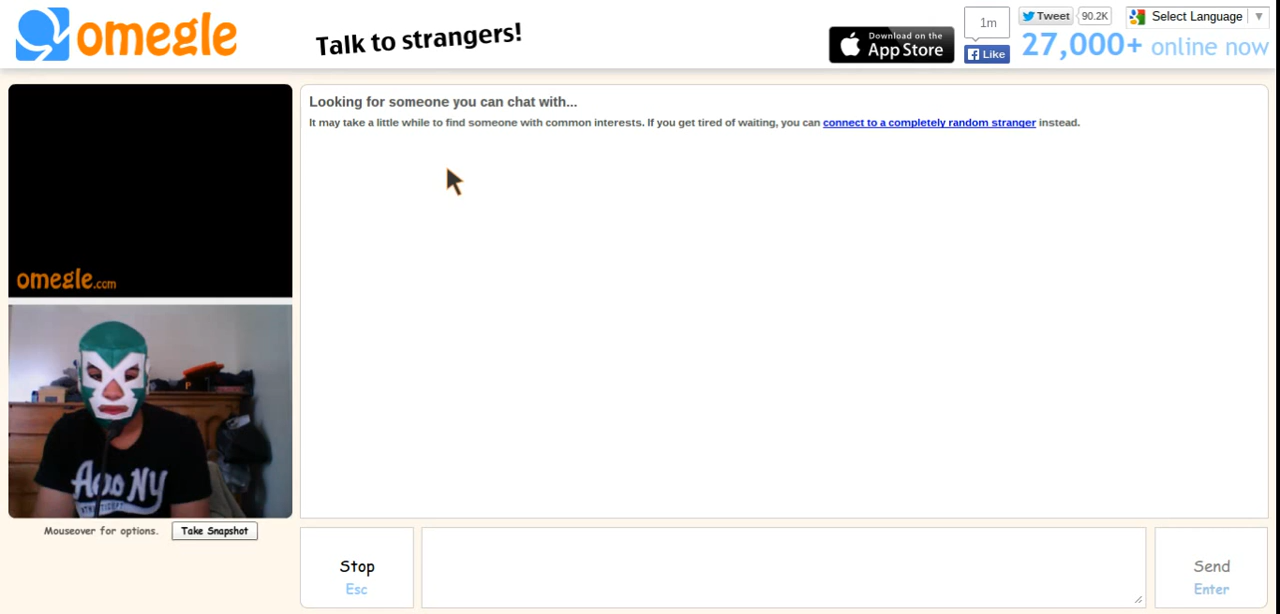 omegle
Talk to strangers!
Download on the
App Store
1m
Like
Tweet
90.2K
Select Language
27,000+ online now
Looking for someone you can chat with...
It may take a little while to find someone with common interests. If you get tired of waiting, you can connect to a completely random stranger instead.
omegle.com
NY
Mouseover for options.
Take Snapshot
Stop
Esc
Send
Enter